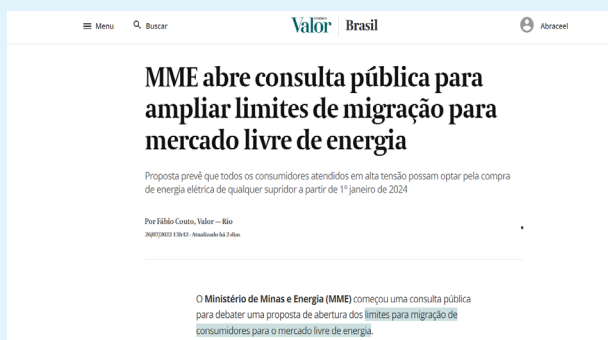 Menu
Buscar
ECONÔMICO
Valor
Brasil
Abraceel
MME abre consulta pública para
ampliar limites de migração para
mercado livre de energia
Proposta prevê que todos os consumidores atendidos em alta tensão possam optar pela compra
de energia elétrica de qualquer supridor a partir de 1º janeiro de 2024
Por Fábio Couto, Valor — Rio
26/07/2022 13h42 · Atualizado há 2 dias
O Ministério de Minas e Energia (MME) começou uma consulta pública
para debater uma proposta de abertura dos limites para migração de
consumidores para o mercado livre de energia.